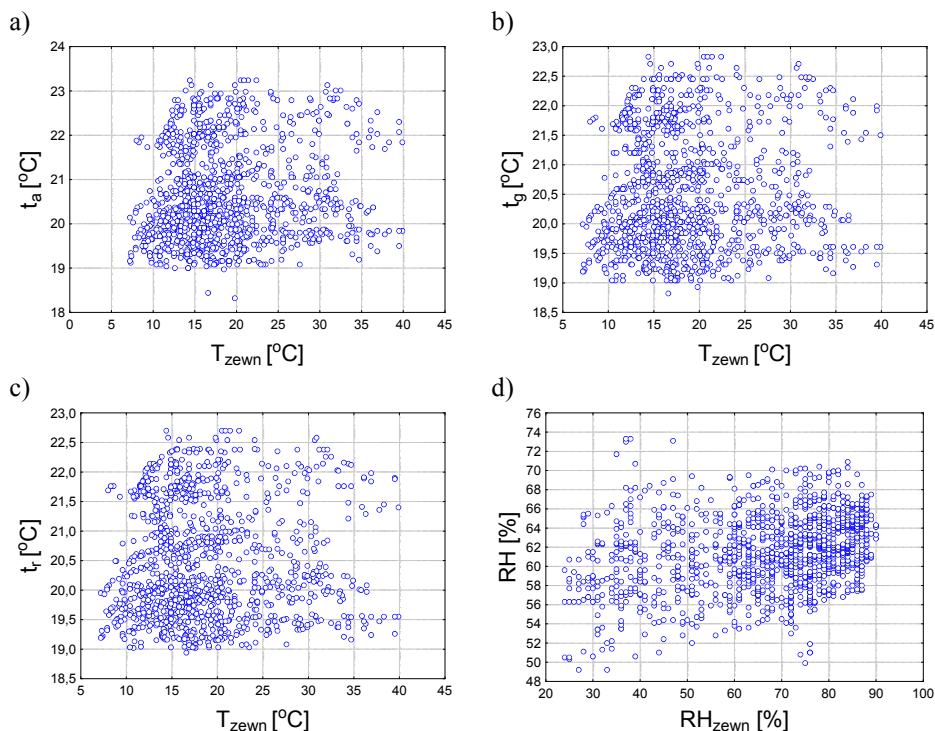 a)
24
23
22
21
20
19
18
tₐ [°C]
0 5 10 15 20 25 30 35 40 45
T_zewn [°C]
b)
23,0
22,5
22,0
21,5
21,0
20,5
20,0
19,5
19,0
18,5
t_g [°C]
5 10 15 20 25 30 35 40 45
T_zewn [°C]
c)
23,0
22,5
22,0
21,5
21,0
20,5
20,0
19,5
19,0
18,5
t_r [°C]
5 10 15 20 25 30 35 40 45
T_zewn [°C]
d)
76
74
72
70
68
66
64
62
60
58
56
54
52
50
48
RH [%]
20 30 40 50 60 70 80 90 100
RH_zewn [%]